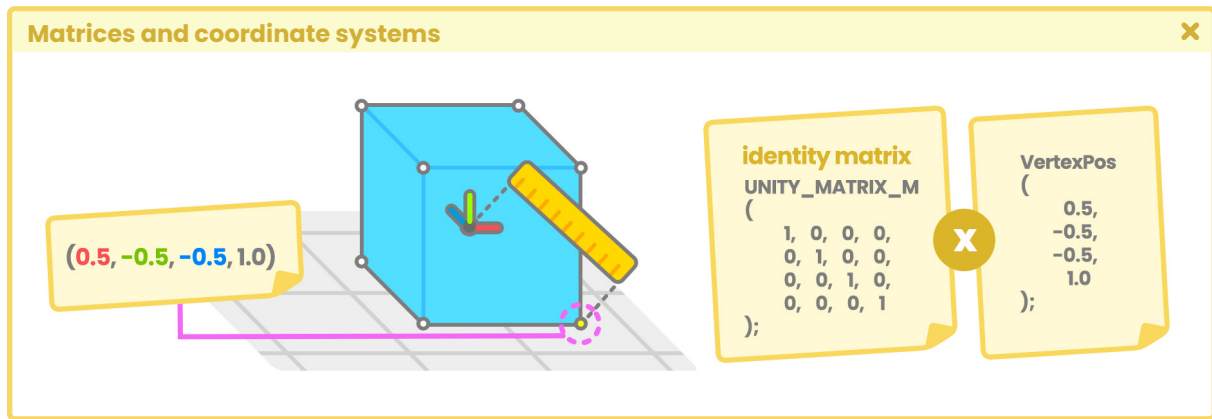 Matrices and coordinate systems
(0.5, -0.5, -0.5, 1.0)
identity matrix
UNITY_MATRIX_M
(
1, 0, 0, 0,
0, 1, 0, 0,
0, 0, 1, 0,
0, 0, 0, 1
);
x
VertexPos
(
0.5,
-0.5,
-0.5,
1.0
);